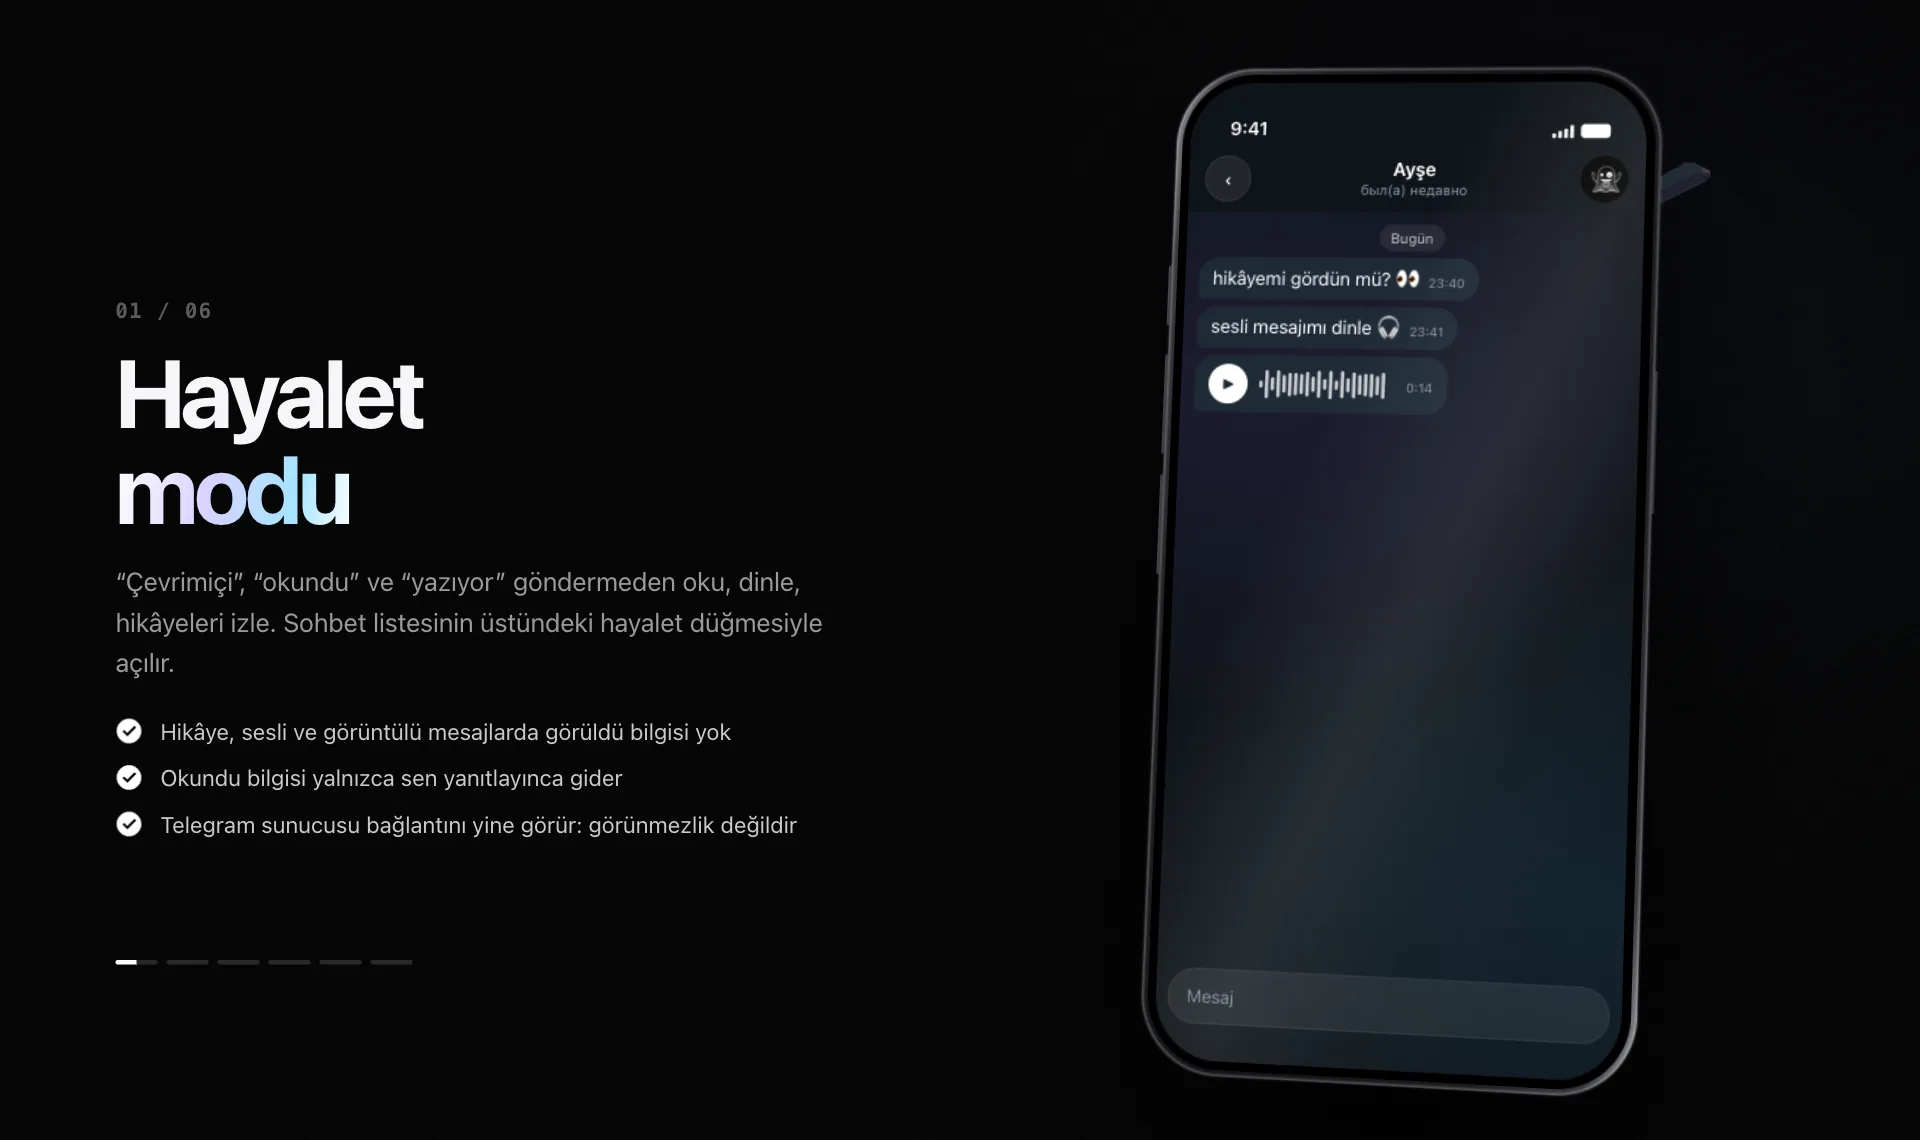 01 / 06
Hayalet
modu
“Çevrimiçi”, “okundu” ve “yazıyor” göndermeden oku, dinle,
hikâyeleri izle. Sohbet listesinin üstündeki hayalet düğmesiyle
açılır.
Hikâye, sesli ve görüntülü mesajlarda görüldü bilgisi yok
Okundu bilgisi yalnızca sen yanıtlayınca gider
Telegram sunucusu bağlantını yine görür: görünmezlik değildir
9:41
Ayşe
был(а) недавно
Bugün
hikâyemi gördün mü? 👀 23:40
sesli mesajımı dinle 🎧 23:41
0:14
Mesaj